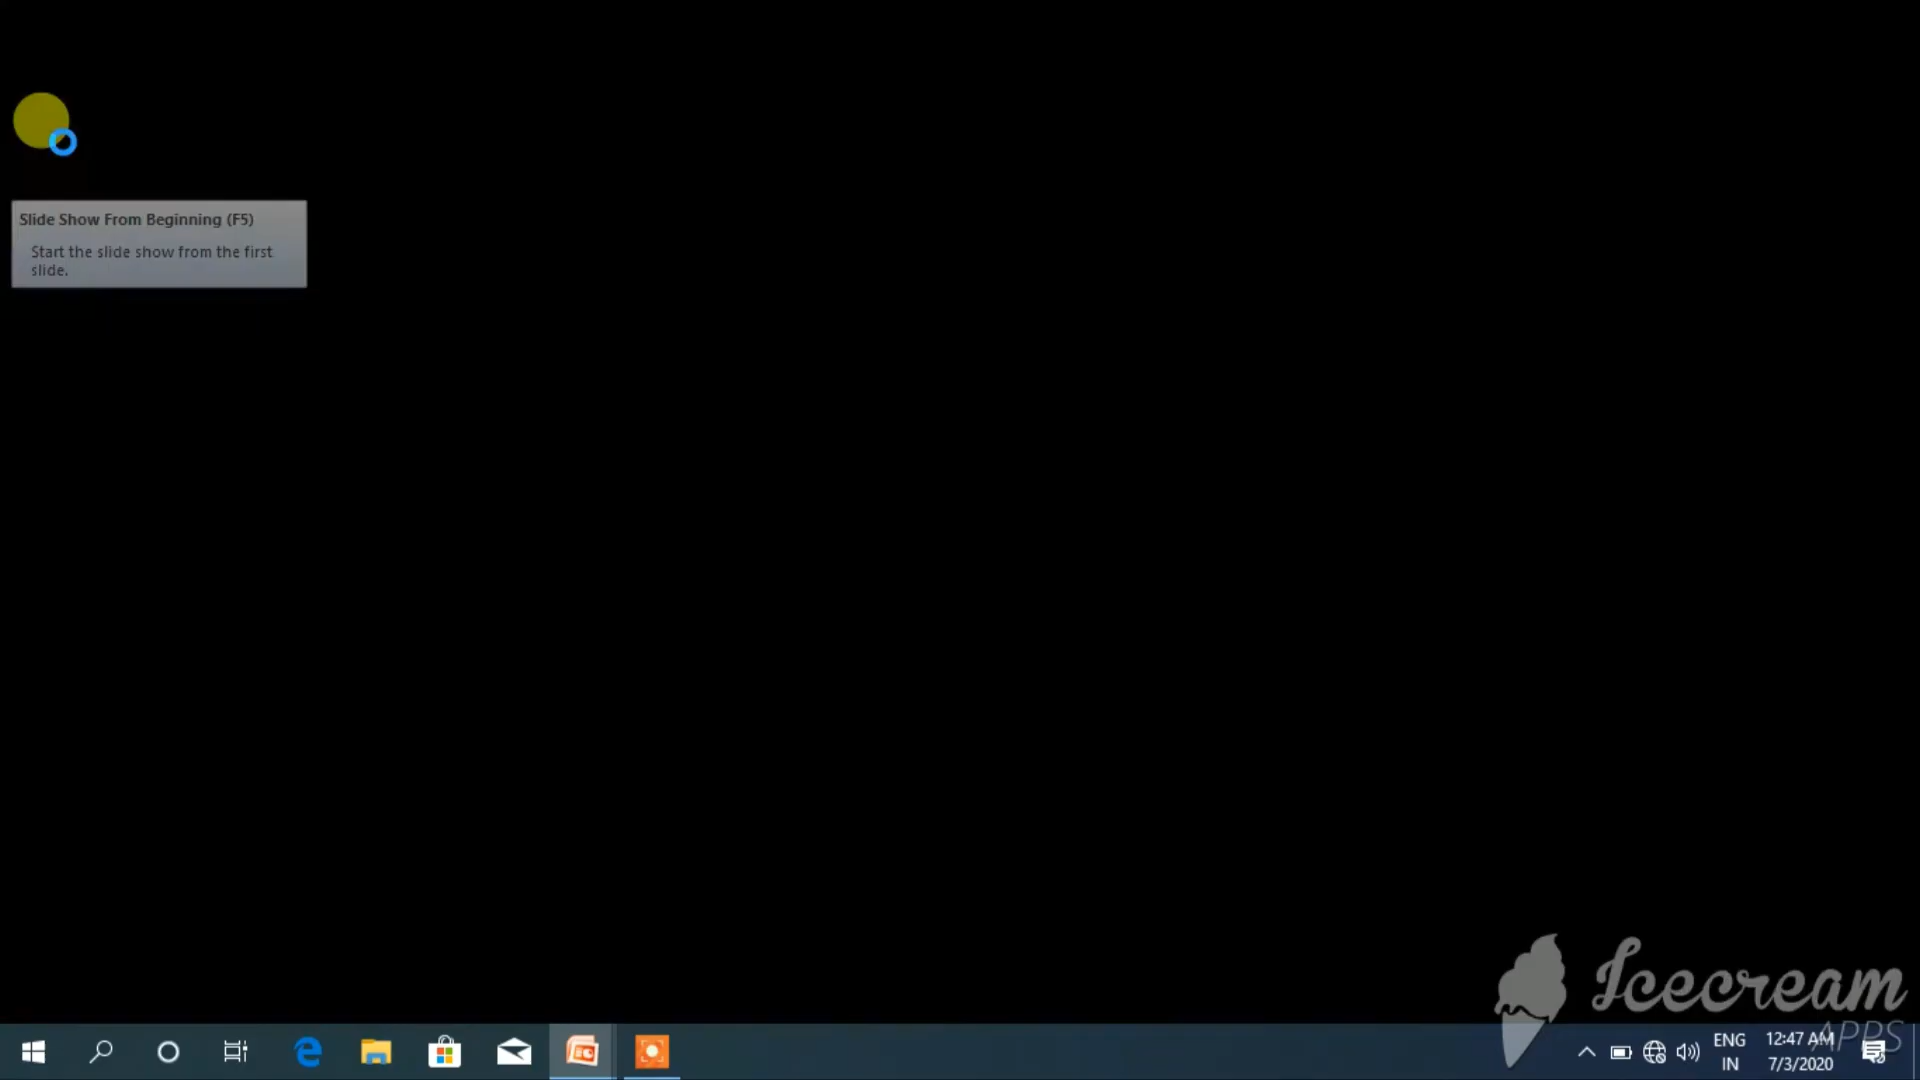 Slide Show From Beginning (F5)
Start the slide show from the first
slide.
Icecream
APPS
ENG
IN
12:47 AM
7/3/2020